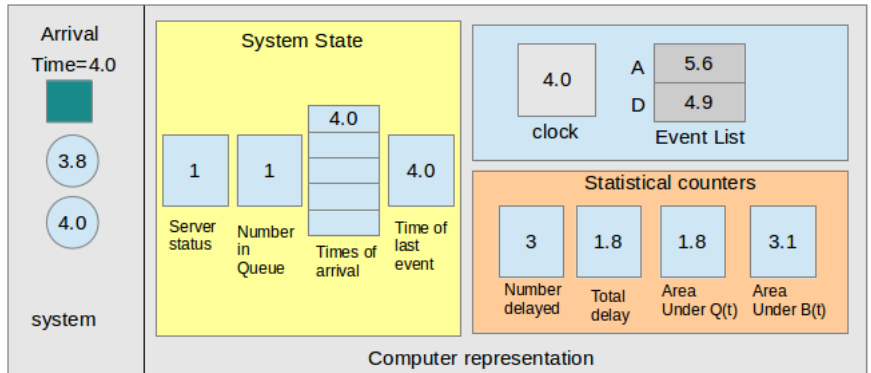 Arrival
Time=4.0
3.8
4.0
system
System State
1
Server
status
1
Number
in
Queue
4.0
Times of
arrival
4.0
Time of
last
event
4.0
clock
A 5.6
D 4.9
Event List
Statistical counters
3
Number
delayed
1.8
Total
delay
1.8
Area
Under Q(t)
3.1
Area
Under B(t)
Computer representation